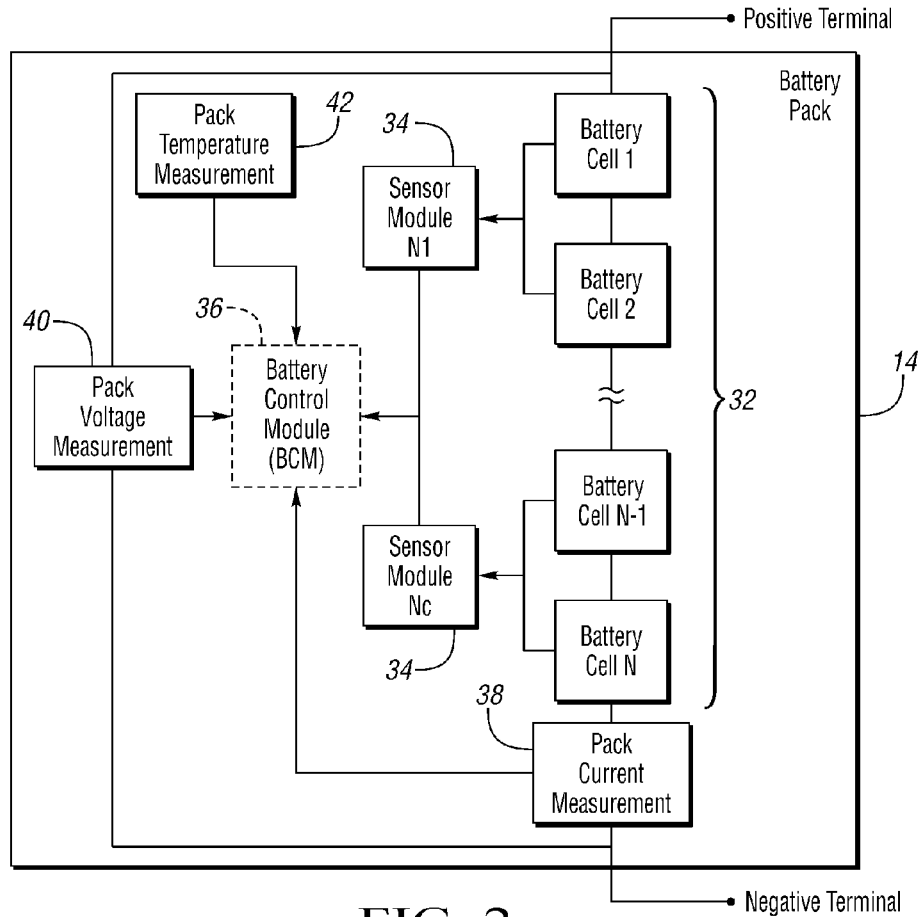 Positive Terminal
Battery
Pack
42
Pack
Temperature
Measurement
34
Sensor
Module
N1
Battery
Cell 1
Battery
Cell 2
36
40
Pack
Voltage
Measurement
Battery
Control
Module
(BCM)
32
14
Battery
Cell N-1
Sensor
Module
Nc
34
Battery
Cell N
38
Pack
Current
Measurement
Negative Terminal